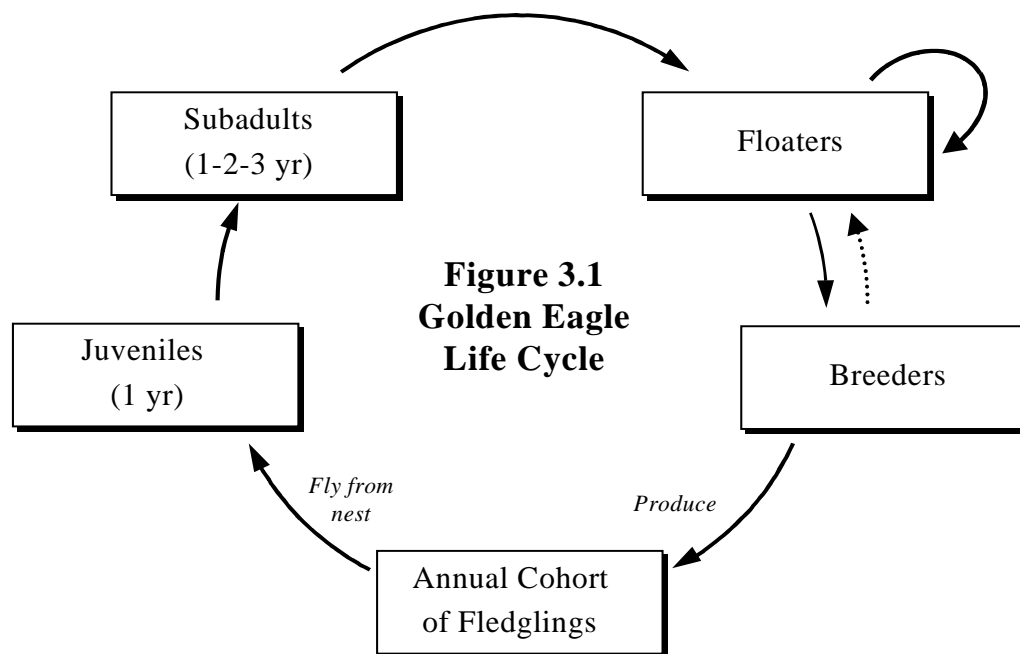 Subadults
(1-2-3 yr)
Floaters
Figure 3.1
Golden Eagle
Life Cycle
Juveniles
(1 yr)
Breeders
Fly from
nest
Produce
Annual Cohort
of Fledglings